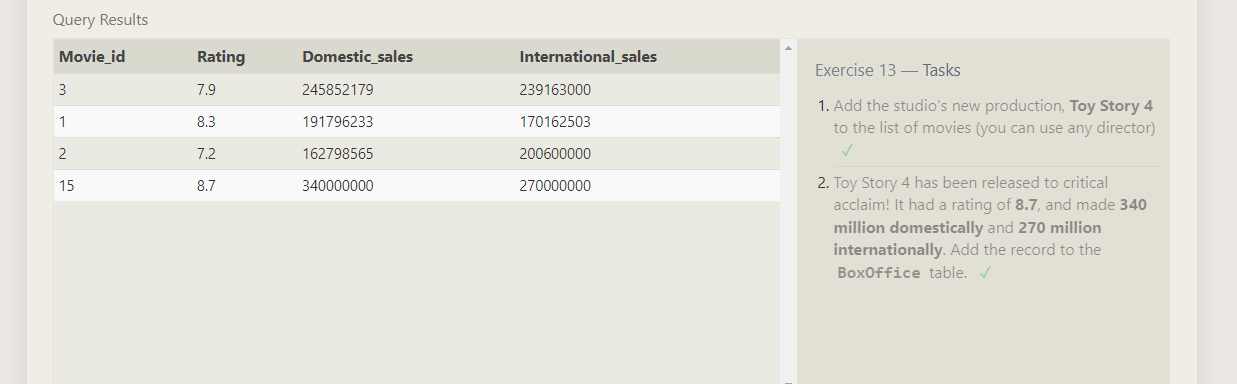 Query Results
Movie_id Rating Domestic_sales International_sales
3 7.9 245852179 239163000
1 8.3 191796233 170162503
2 7.2 162798565 200600000
15 8.7 340000000 270000000
Exercise 13 — Tasks
1. Add the studio's new production, Toy Story 4
to the list of movies (you can use any director)
✓
2. Toy Story 4 has been released to critical
acclaim! It had a rating of 8.7, and made 340
million domestically and 270 million
internationally. Add the record to the
BoxOffice table. ✓